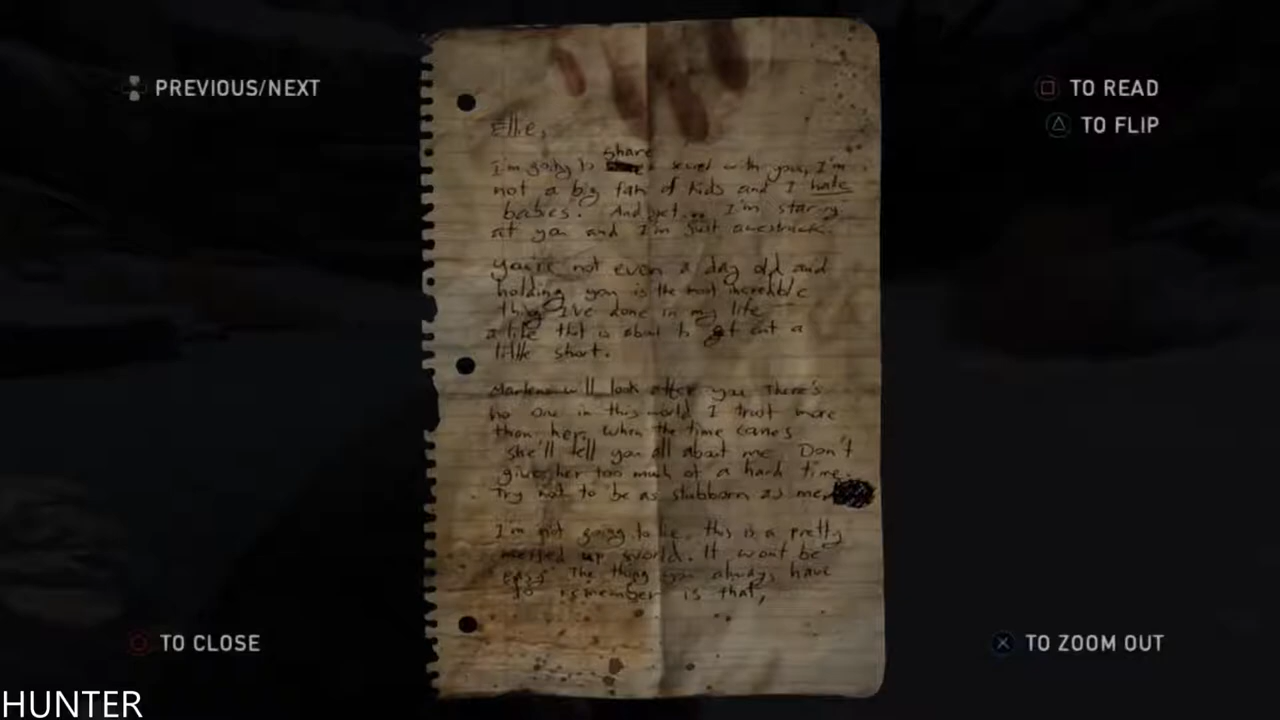 PREVIOUS/NEXT
TO READ
TO FLIP
Ellie,
share
I'm going to a secret with you, I'm
not a big fan of kids and I hate
babies. And yet... I'm staring
at you and I'm just awestruck.
You're not even a day old and
holding you is the most incredible
thing I've done in my life
a life that is about to get cut a
little short.
Marlene will look after you There's
no one in this world I trust more
than her. When the time comes
she'll tell you all about me Don't
give her too much of a hard time.
Try not to be as stubborn as me
I'm not going to lie, this is a pretty
messed up world. It wont be
easy The thing you always have
to remember is that,
TO CLOSE
TO ZOOM OUT
HUNTER